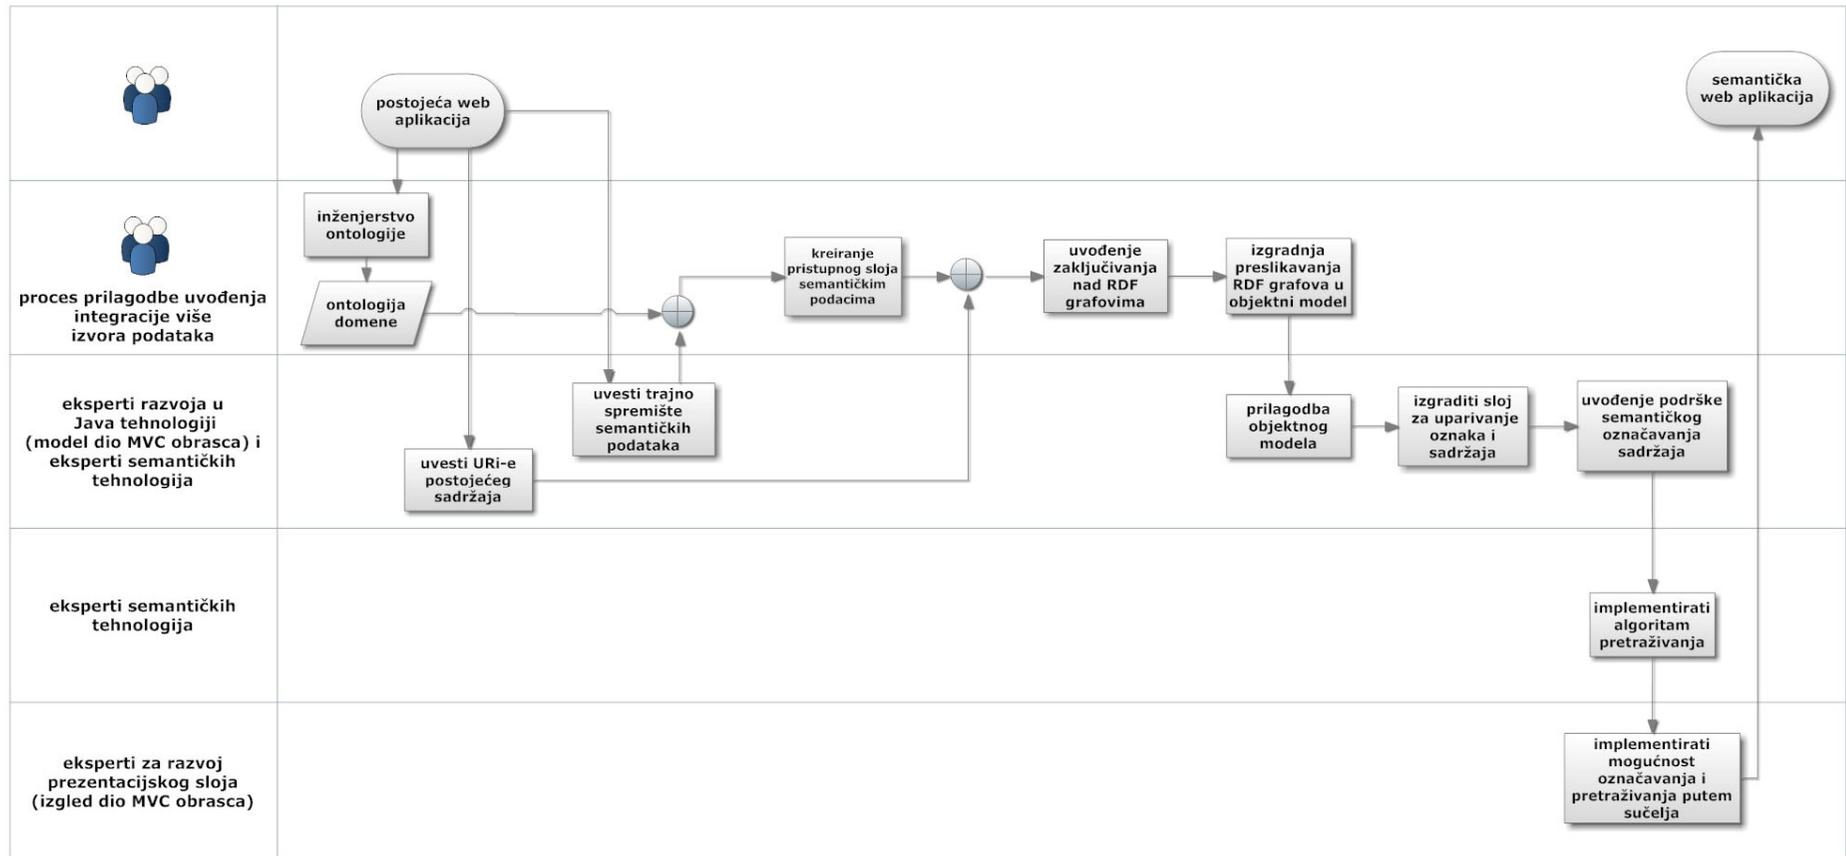 postojeća web
aplikacija
semantička
web aplikacija
proces prilagodbe uvođenja
integracije više
izvora podataka
inženjerstvo
ontologije
ontologija
domene
kreiranje
pristupnog sloja
semantičkim
podacima
uvođenje
zaključivanja
nad RDF
grafovima
izgradnja
preslikavanja
RDF grafova u
objektni model
eksperti razvoja u
Java tehnologiji
(model dio MVC obrasca) i
eksperti semantičkih
tehnologija
uvesti URi-e
postojećeg
sadržaja
uvesti trajno
spremište
semantičkih
podataka
prilagodba
objektnog
modela
izgraditi sloj
za uparivanje
oznaka i
sadržaja
uvođenje podrške
semantičkog
označavanja
sadržaja
eksperti semantičkih
tehnologija
implementirati
algoritam
pretraživanja
eksperti za razvoj
prezentacijskog sloja
(izgled dio MVC obrasca)
implementirati
mogućnost
označavanja i
pretraživanja putem
sučelja